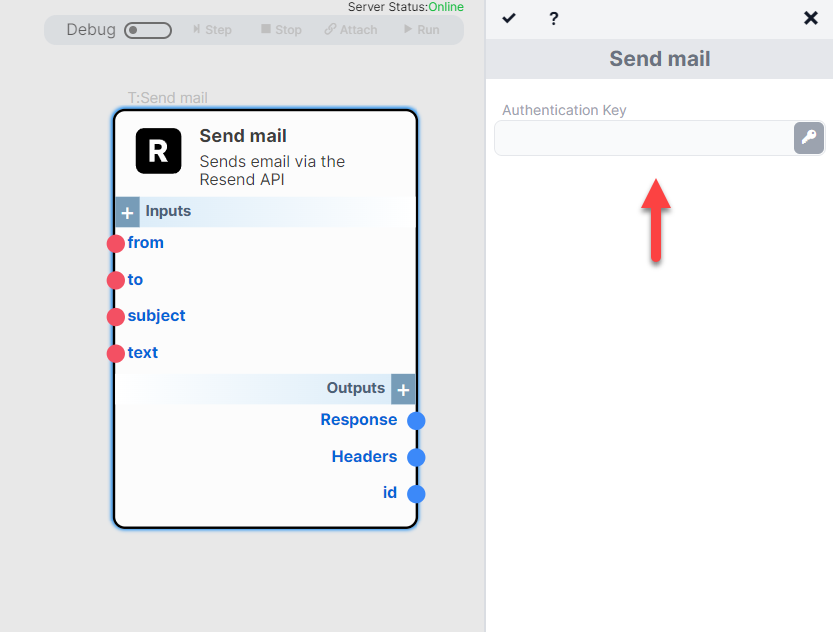 Server Status:Online
Debug
Step
Stop
Attach
Run
?
Send mail
Authentication Key
T:Send mail
R
Send mail
Sends email via the
Resend API
+ Inputs
from
to
subject
text
Outputs +
Response
Headers
id